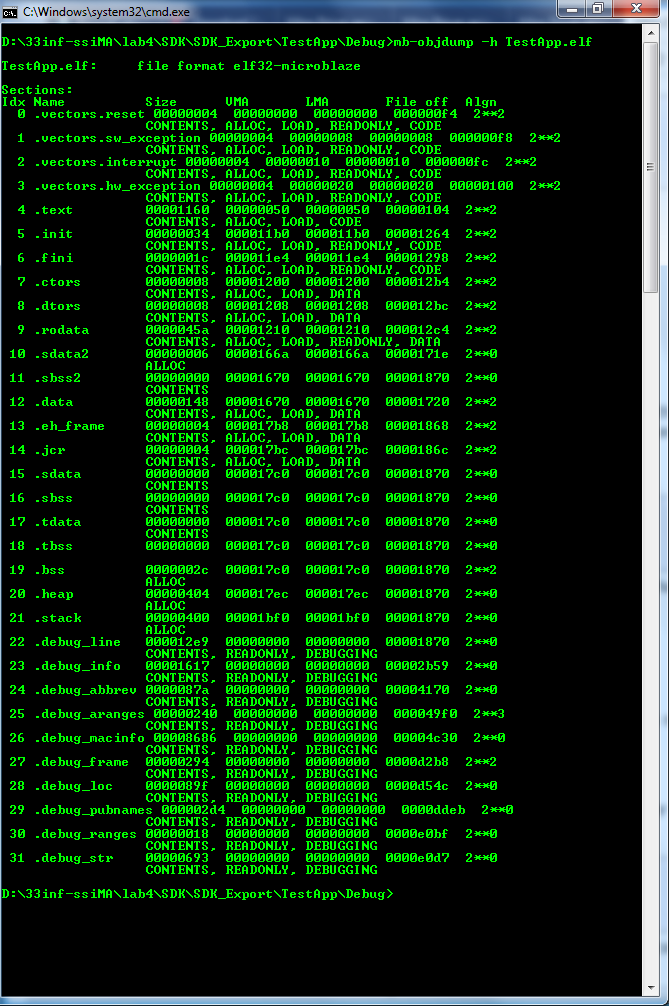 C:\Windows\system32\cmd.exe
D:\33inf-ssiMA\lab4\SDK\SDK_Export\TestApp\Debug>mb-objdump -h TestApp.elf
TestApp.elf:     file format elf32-microblaze
Sections:
Idx Name          Size      VMA       LMA       File off  Algn
  0 .vectors.reset 00000004  00000000  00000000  000000f4  2**2
                  CONTENTS, ALLOC, LOAD, READONLY, CODE
  1 .vectors.sw_exception 00000004  00000008  00000008  000000f8  2**2
                  CONTENTS, ALLOC, LOAD, READONLY, CODE
  2 .vectors.interrupt 00000004  00000010  00000010  000000fc  2**2
                  CONTENTS, ALLOC, LOAD, READONLY, CODE
  3 .vectors.hw_exception 00000004  00000020  00000020  00000100  2**2
                  CONTENTS, ALLOC, LOAD, READONLY, CODE
  4 .text         00001160  00000050  00000050  00000104  2**2
                  CONTENTS, ALLOC, LOAD, CODE
  5 .init         00000034  000011b0  000011b0  00001264  2**2
                  CONTENTS, ALLOC, LOAD, READONLY, CODE
  6 .fini         0000001c  000011e4  000011e4  00001298  2**2
                  CONTENTS, ALLOC, LOAD, READONLY, CODE
  7 .ctors        00000008  00001200  00001200  000012b4  2**2
                  CONTENTS, ALLOC, LOAD, DATA
  8 .dtors        00000008  00001208  00001208  000012bc  2**2
                  CONTENTS, ALLOC, LOAD, DATA
  9 .rodata       0000045a  00001210  00001210  000012c4  2**2
                  CONTENTS, ALLOC, LOAD, READONLY, DATA
 10 .sdata2       00000006  0000166a  0000166a  0000171e  2**0
                  ALLOC
 11 .sbss2        00000000  00001670  00001670  00001870  2**0
                  CONTENTS
 12 .data         00000148  00001670  00001670  00001720  2**2
                  CONTENTS, ALLOC, LOAD, DATA
 13 .eh_frame     00000004  000017b8  000017b8  00001868  2**2
                  CONTENTS, ALLOC, LOAD, DATA
 14 .jcr          00000004  000017bc  000017bc  0000186c  2**2
                  CONTENTS, ALLOC, LOAD, DATA
 15 .sdata        00000000  000017c0  000017c0  00001870  2**0
                  CONTENTS
 16 .sbss         00000000  000017c0  000017c0  00001870  2**0
                  CONTENTS
 17 .tdata        00000000  000017c0  000017c0  00001870  2**0
                  CONTENTS
 18 .tbss         00000000  000017c0  000017c0  00001870  2**0
 19 .bss          0000002c  000017c0  000017c0  00001870  2**2
                  ALLOC
 20 .heap         00000404  000017ec  000017ec  00001870  2**0
                  ALLOC
 21 .stack        00000400  00001bf0  00001bf0  00001870  2**0
                  ALLOC
 22 .debug_line   000012e9  00000000  00000000  00001870  2**0
                  CONTENTS, READONLY, DEBUGGING
 23 .debug_info   00001617  00000000  00000000  00002b59  2**0
                  CONTENTS, READONLY, DEBUGGING
 24 .debug_abbrev 0000087a  00000000  00000000  00004170  2**0
                  CONTENTS, READONLY, DEBUGGING
 25 .debug_aranges 00000240  00000000  00000000  000049f0  2**3
                  CONTENTS, READONLY, DEBUGGING
 26 .debug_macinfo 00008686  00000000  00000000  00004c30  2**0
                  CONTENTS, READONLY, DEBUGGING
 27 .debug_frame  00000294  00000000  00000000  0000d2b8  2**2
                  CONTENTS, READONLY, DEBUGGING
 28 .debug_loc    0000089f  00000000  00000000  0000d54c  2**0
                  CONTENTS, READONLY, DEBUGGING
 29 .debug_pubnames 000002d4  00000000  00000000  0000ddeb  2**0
                  CONTENTS, READONLY, DEBUGGING
 30 .debug_ranges 00000018  00000000  00000000  0000e0bf  2**0
                  CONTENTS, READONLY, DEBUGGING
 31 .debug_str    00000693  00000000  00000000  0000e0d7  2**0
                  CONTENTS, READONLY, DEBUGGING
D:\33inf-ssiMA\lab4\SDK\SDK_Export\TestApp\Debug>